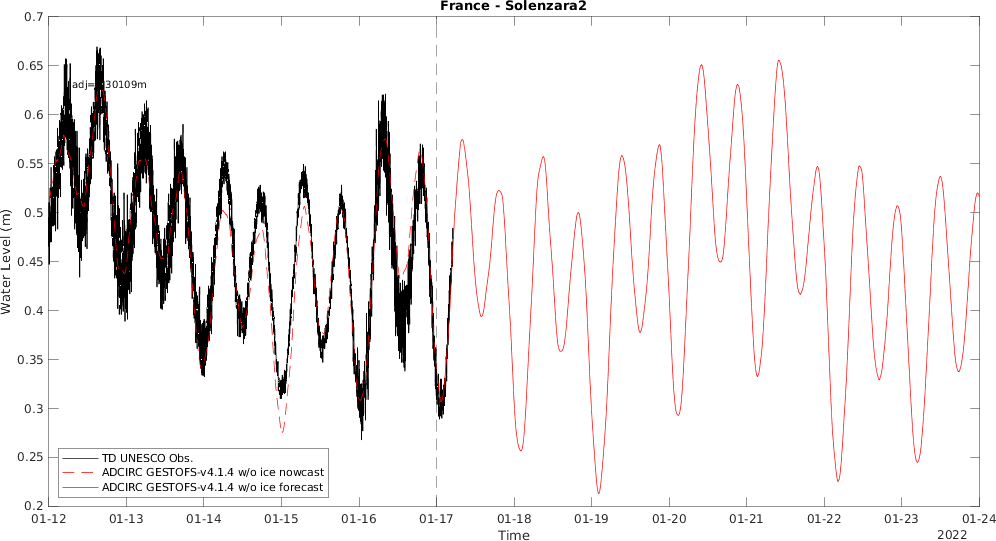 France - Solenzara2
0.7
0.65
0.6
0.55
0.5
0.45
0.4
0.35
0.3
0.25
0.2
Water Level (m)
30109m
TD UNESCO Obs.
ADCIRC GESTOFS-v4.1.4 w/o ice nowcast
ADCIRC GESTOFS-v4.1.4 w/o ice forecast
01-12 01-13 01-14 01-15 01-16 01-17 01-18 01-19 01-20 01-21 01-22 01-23 01-24
Time
2022